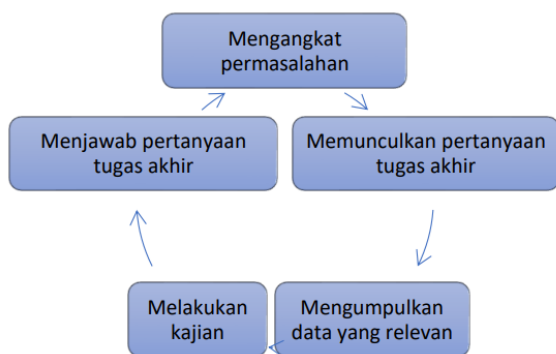 Mengangkat
permasalahan
Memunculkan pertanyaan
tugas akhir
Mengumpulkan
data yang relevan
Melakukan
kajian
Menjawab pertanyaan
tugas akhir